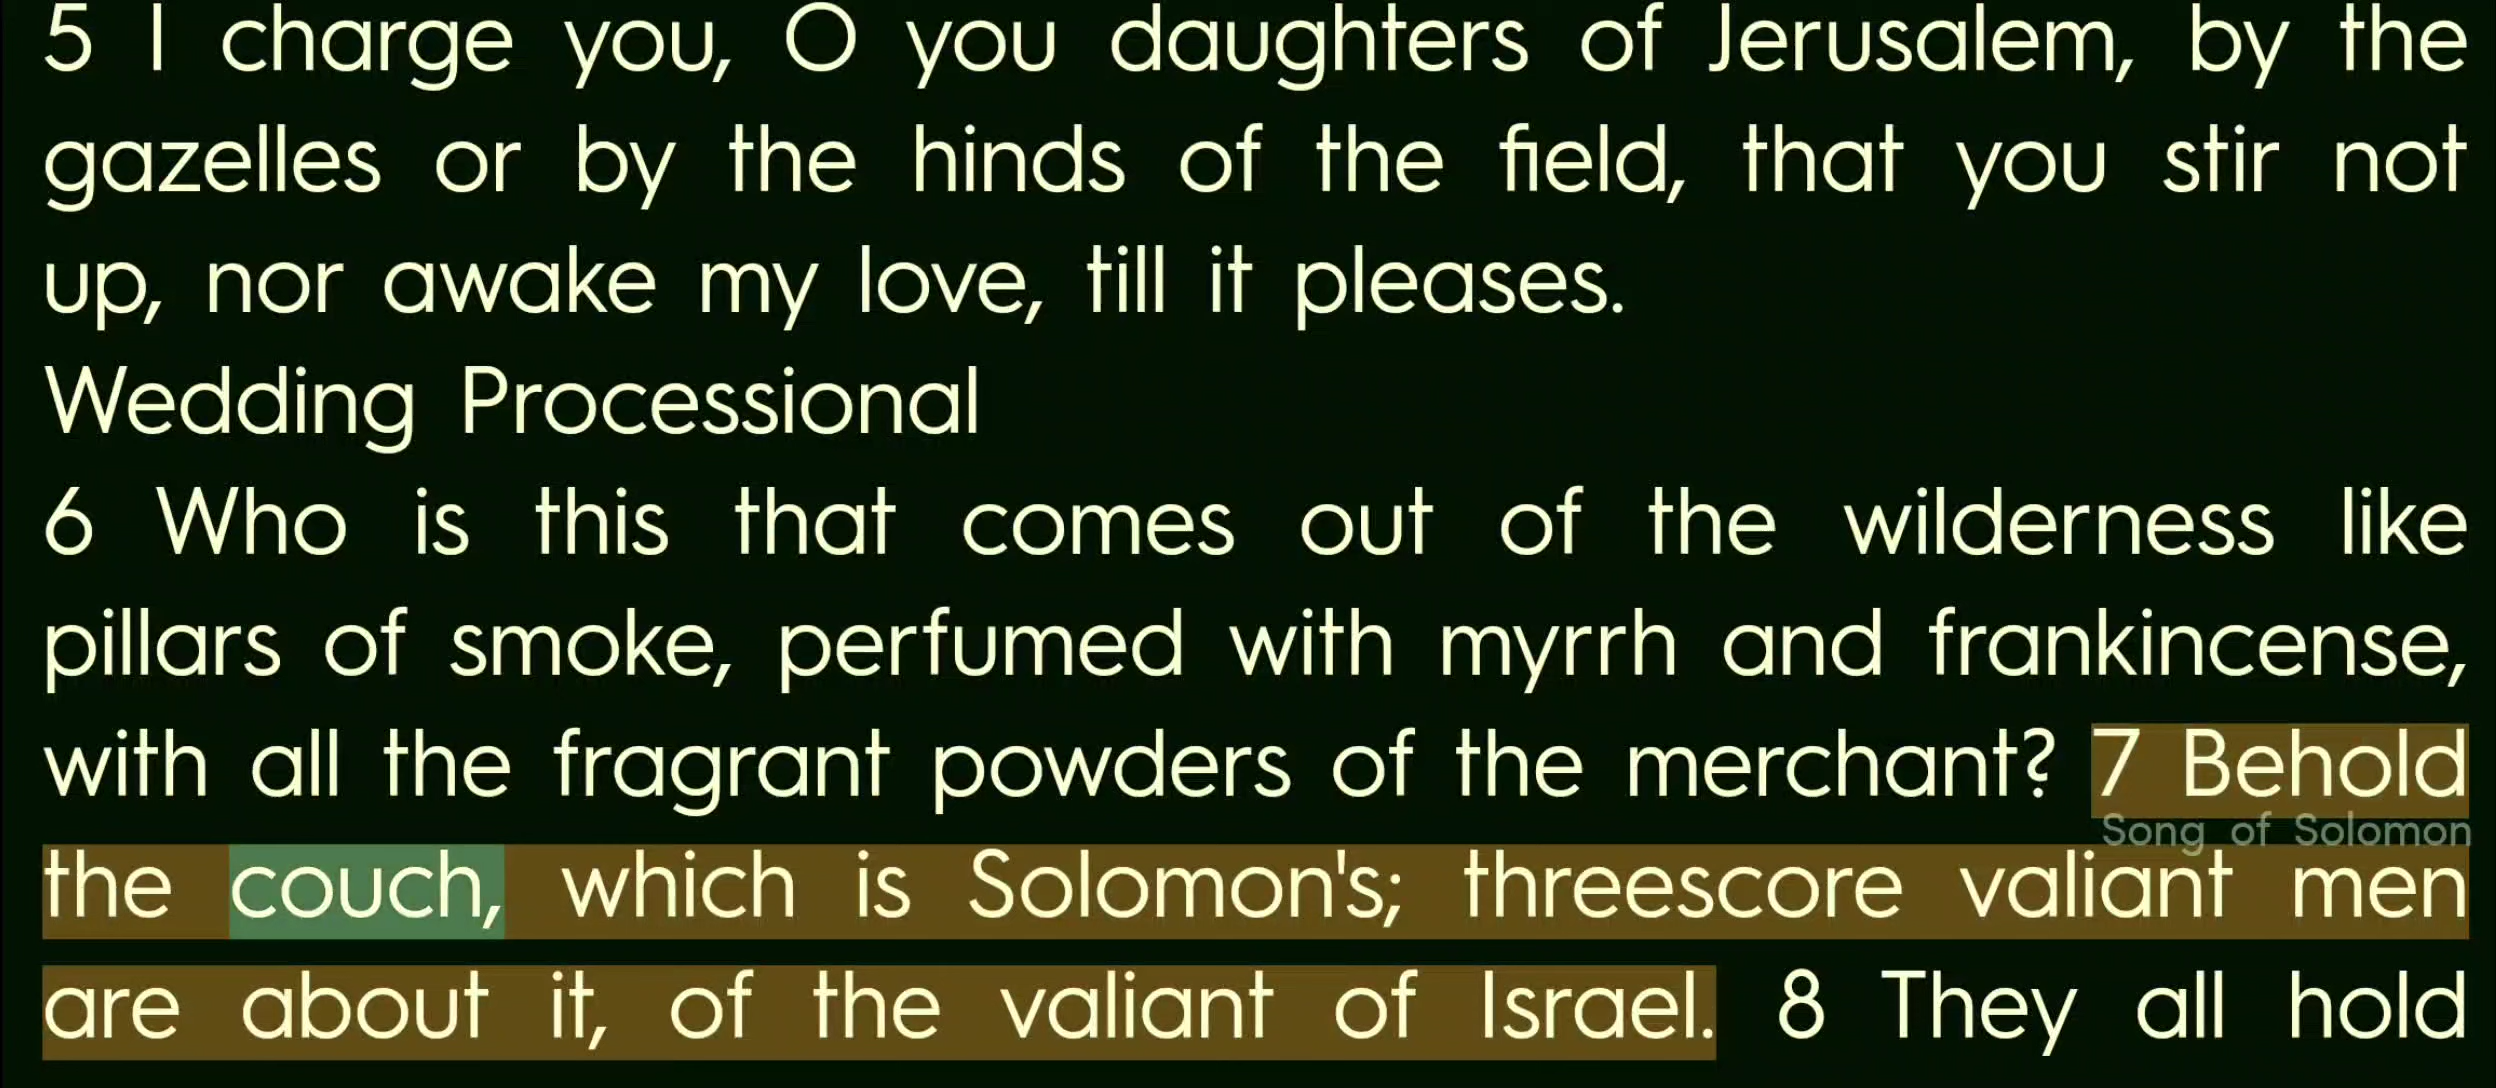 5 I charge you, O you daughters of Jerusalem, by the
gazelles or by the hinds of the field, that you stir not
up, nor awake my love, till it pleases.
Wedding Processional
6 Who is this that comes out of the wilderness like
pillars of smoke, perfumed with myrrh and frankincense,
with all the fragrant powders of the merchant? 7 Behold
Song of Solomon
the couch, which is Solomon's; threescore valiant men
are about it, of the valiant of Israel. 8 They all hold